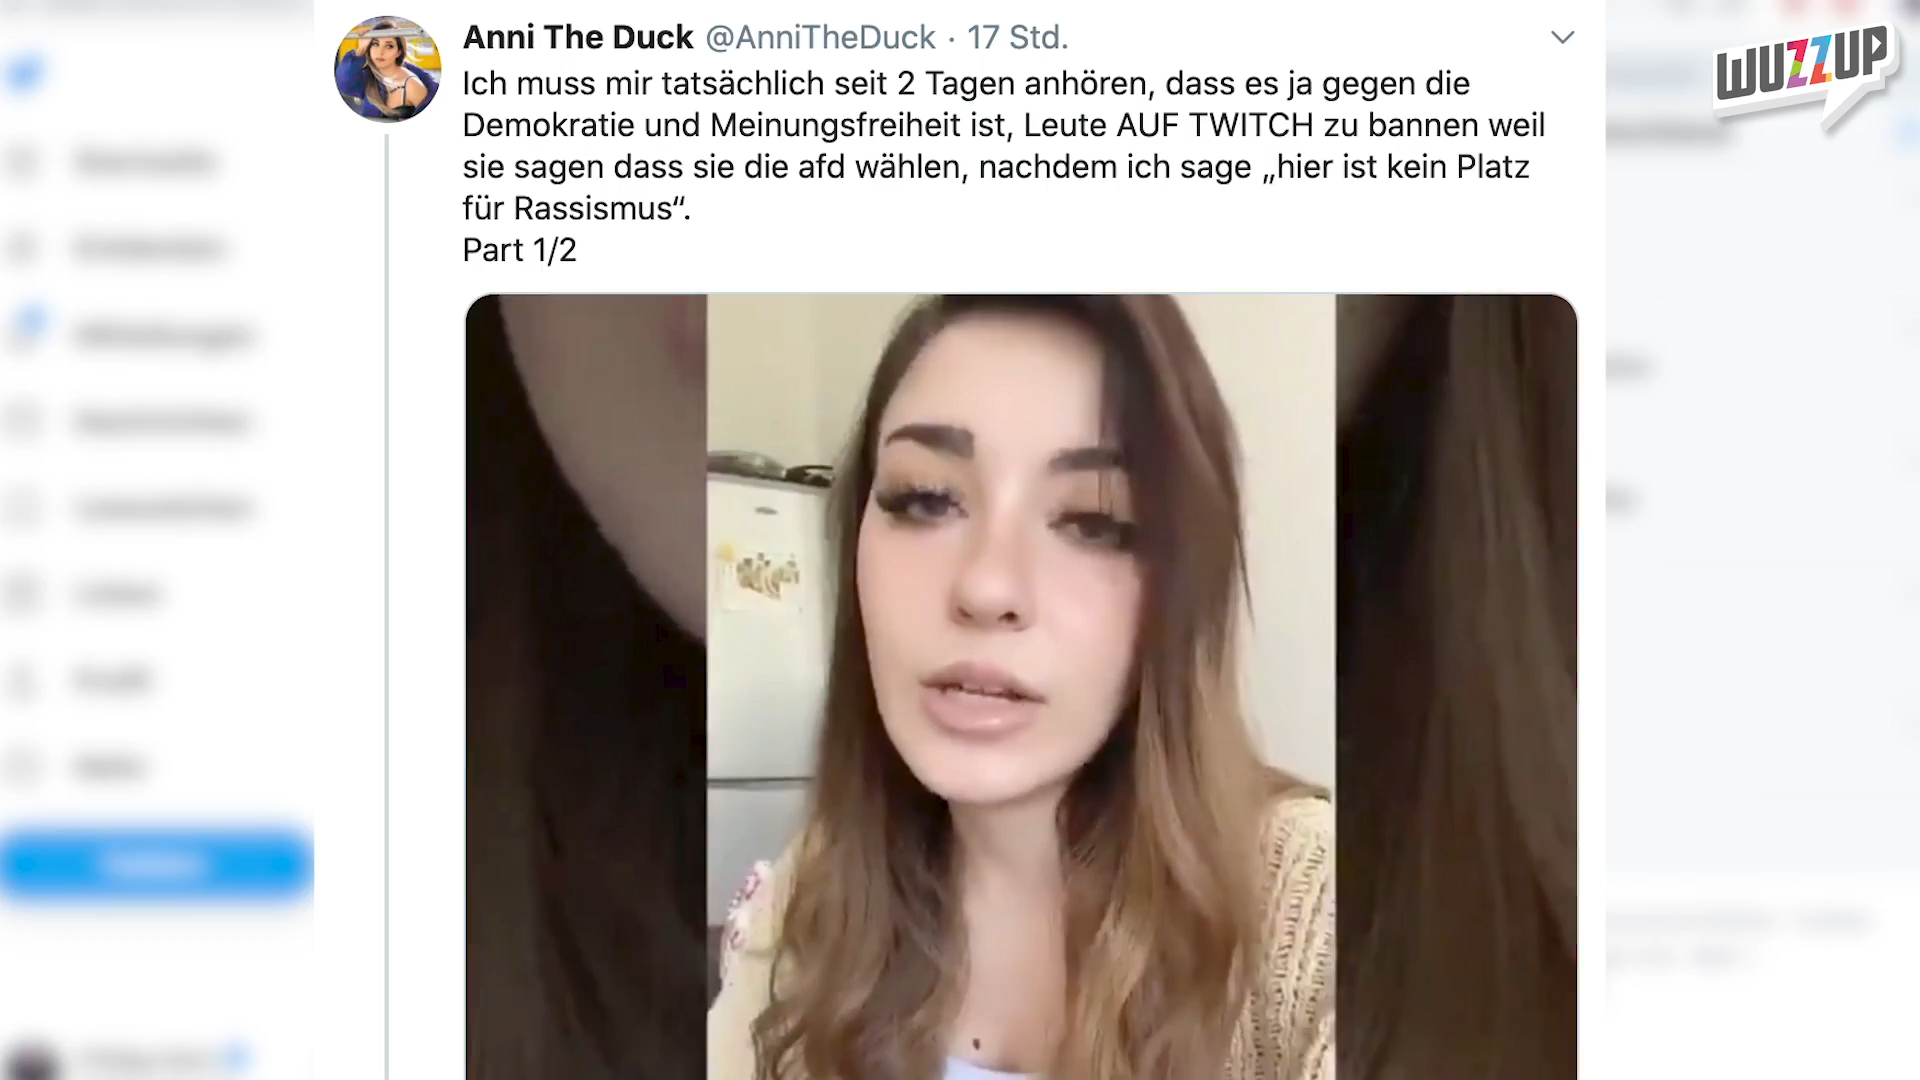 Anni The Duck @AnniTheDuck · 17 Std.
Ich muss mir tatsächlich seit 2 Tagen anhören, dass es ja gegen die
Demokratie und Meinungsfreiheit ist, Leute AUF TWITCH zu bannen weil
sie sagen dass sie die afd wählen, nachdem ich sage „hier ist kein Platz
für Rassismus“.
Part 1/2
WUZZUP